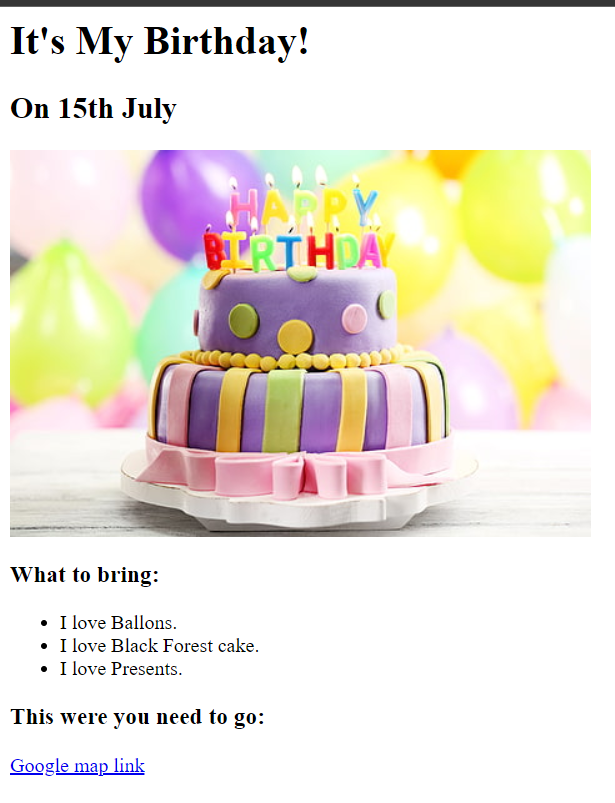 It's My Birthday!
On 15th July
HAPPY
BIRTHDAY
What to bring:
I love Ballons.
I love Black Forest cake.
I love Presents.
This were you need to go:
Google map link